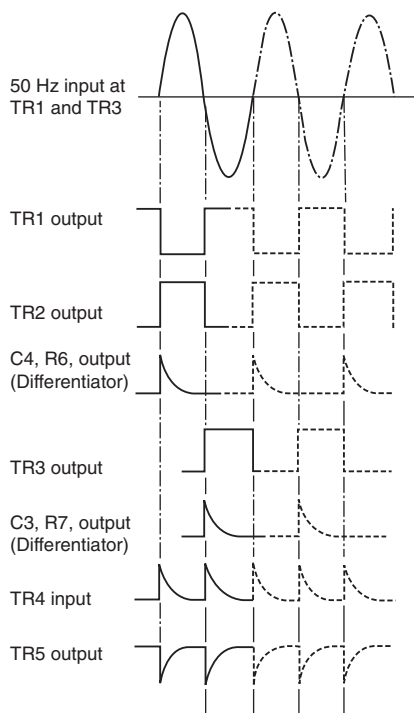 50 Hz input at
TR1 and TR3
TR1 output
TR2 output
C4, R6, output
(Differentiator)
TR3 output
C3, R7, output
(Differentiator)
TR4 input
TR5 output